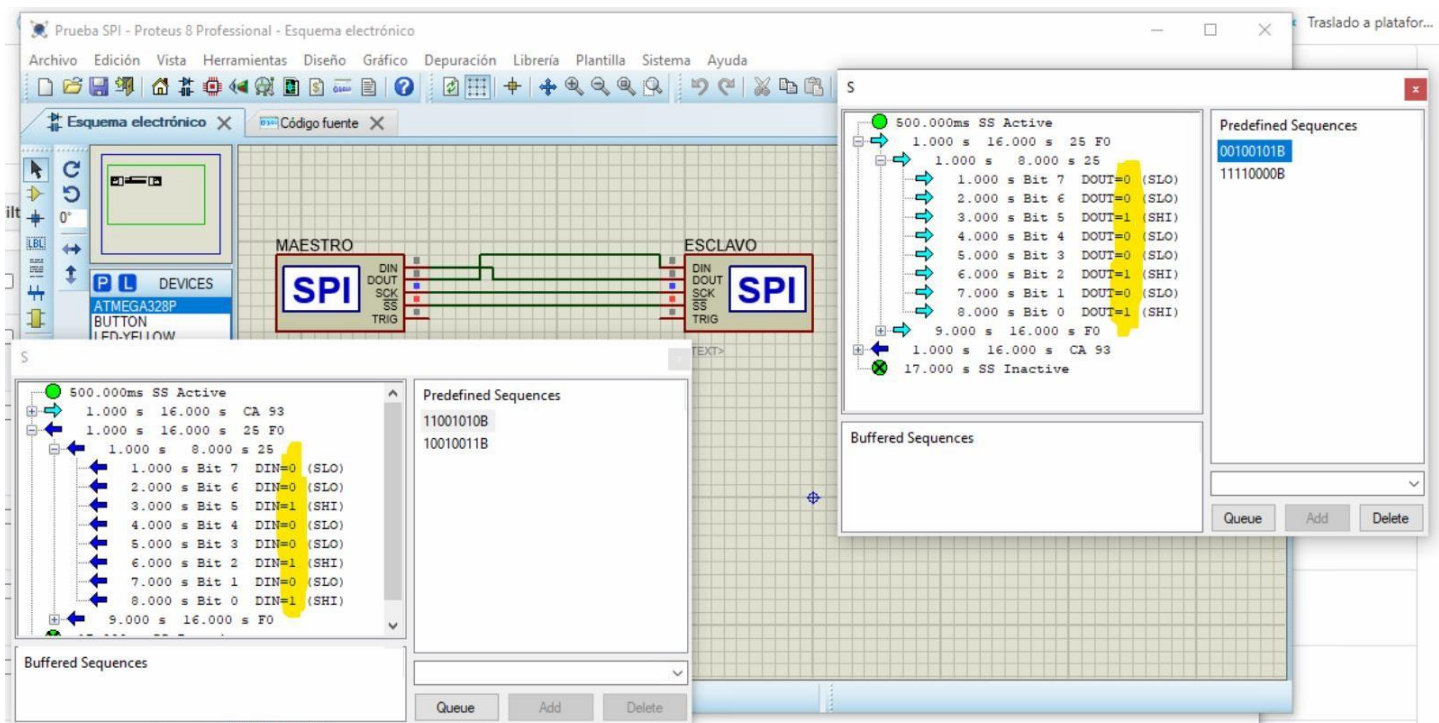 Traslado a platafor...
Prueba SPI - Proteus 8 Professional - Esquema electrónico
Archivo Edición Vista Herramientas Diseño Gráfico Depuración Librería Plantilla Sistema Ayuda
Esquema electrónico
Código fuente
0°
LBL
P L DEVICES
ATMEGA328P
BUTTON
LED-YELLOW
MAESTRO
SPI
DIN
DOUT
SCK
SS
TRIG
ESCLAVO
DIN
DOUT
SCK
SS
TRIG
SPI
TEXT>
S
500.000ms SS Active
1.000 s 16.000 s 25 F0
1.000 s 8.000 s 25
1.000 s Bit 7 DOUT=0 (SLO)
2.000 s Bit 6 DOUT=0 (SLO)
3.000 s Bit 5 DOUT=1 (SHI)
4.000 s Bit 4 DOUT=0 (SLO)
5.000 s Bit 3 DOUT=0 (SLO)
6.000 s Bit 2 DOUT=1 (SHI)
7.000 s Bit 1 DOUT=0 (SLO)
8.000 s Bit 0 DOUT=1 (SHI)
9.000 s 16.000 s F0
1.000 s 16.000 s CA 93
17.000 s SS Inactive
Predefined Sequences
00100101B
11110000B
Buffered Sequences
Queue Add Delete
S
500.000ms SS Active
1.000 s 16.000 s CA 93
1.000 s 16.000 s 25 F0
1.000 s 8.000 s 25
1.000 s Bit 7 DIN=0 (SLO)
2.000 s Bit 6 DIN=0 (SLO)
3.000 s Bit 5 DIN=1 (SHI)
4.000 s Bit 4 DIN=0 (SLO)
5.000 s Bit 3 DIN=0 (SLO)
6.000 s Bit 2 DIN=1 (SHI)
7.000 s Bit 1 DIN=0 (SLO)
8.000 s Bit 0 DIN=1 (SHI)
9.000 s 16.000 s F0
Predefined Sequences
11001010B
10010011B
Buffered Sequences
Queue Add Delete